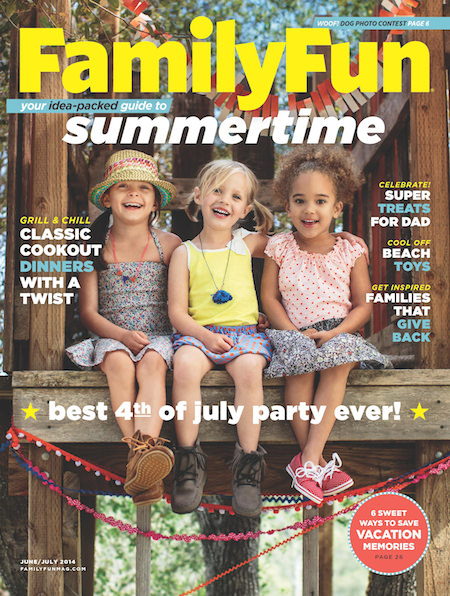 WOOF! DOG PHOTO CONTEST PAGE 6
FamilyFun
your idea-packed guide to
summertime
GRILL & CHILL
CLASSIC
COOKOUT
DINNERS
WITH A
TWIST
CELEBRATE!
SUPER
TREATS
FOR DAD
COOL OFF
BEACH
TOYS
GET INSPIRED
FAMILIES
THAT
GIVE
BACK
best 4th of july party ever!
6 SWEET
WAYS TO SAVE
VACATION
MEMORIES
PAGE 26
JUNE/JULY 2014
FAMILYFUNMAG.COM